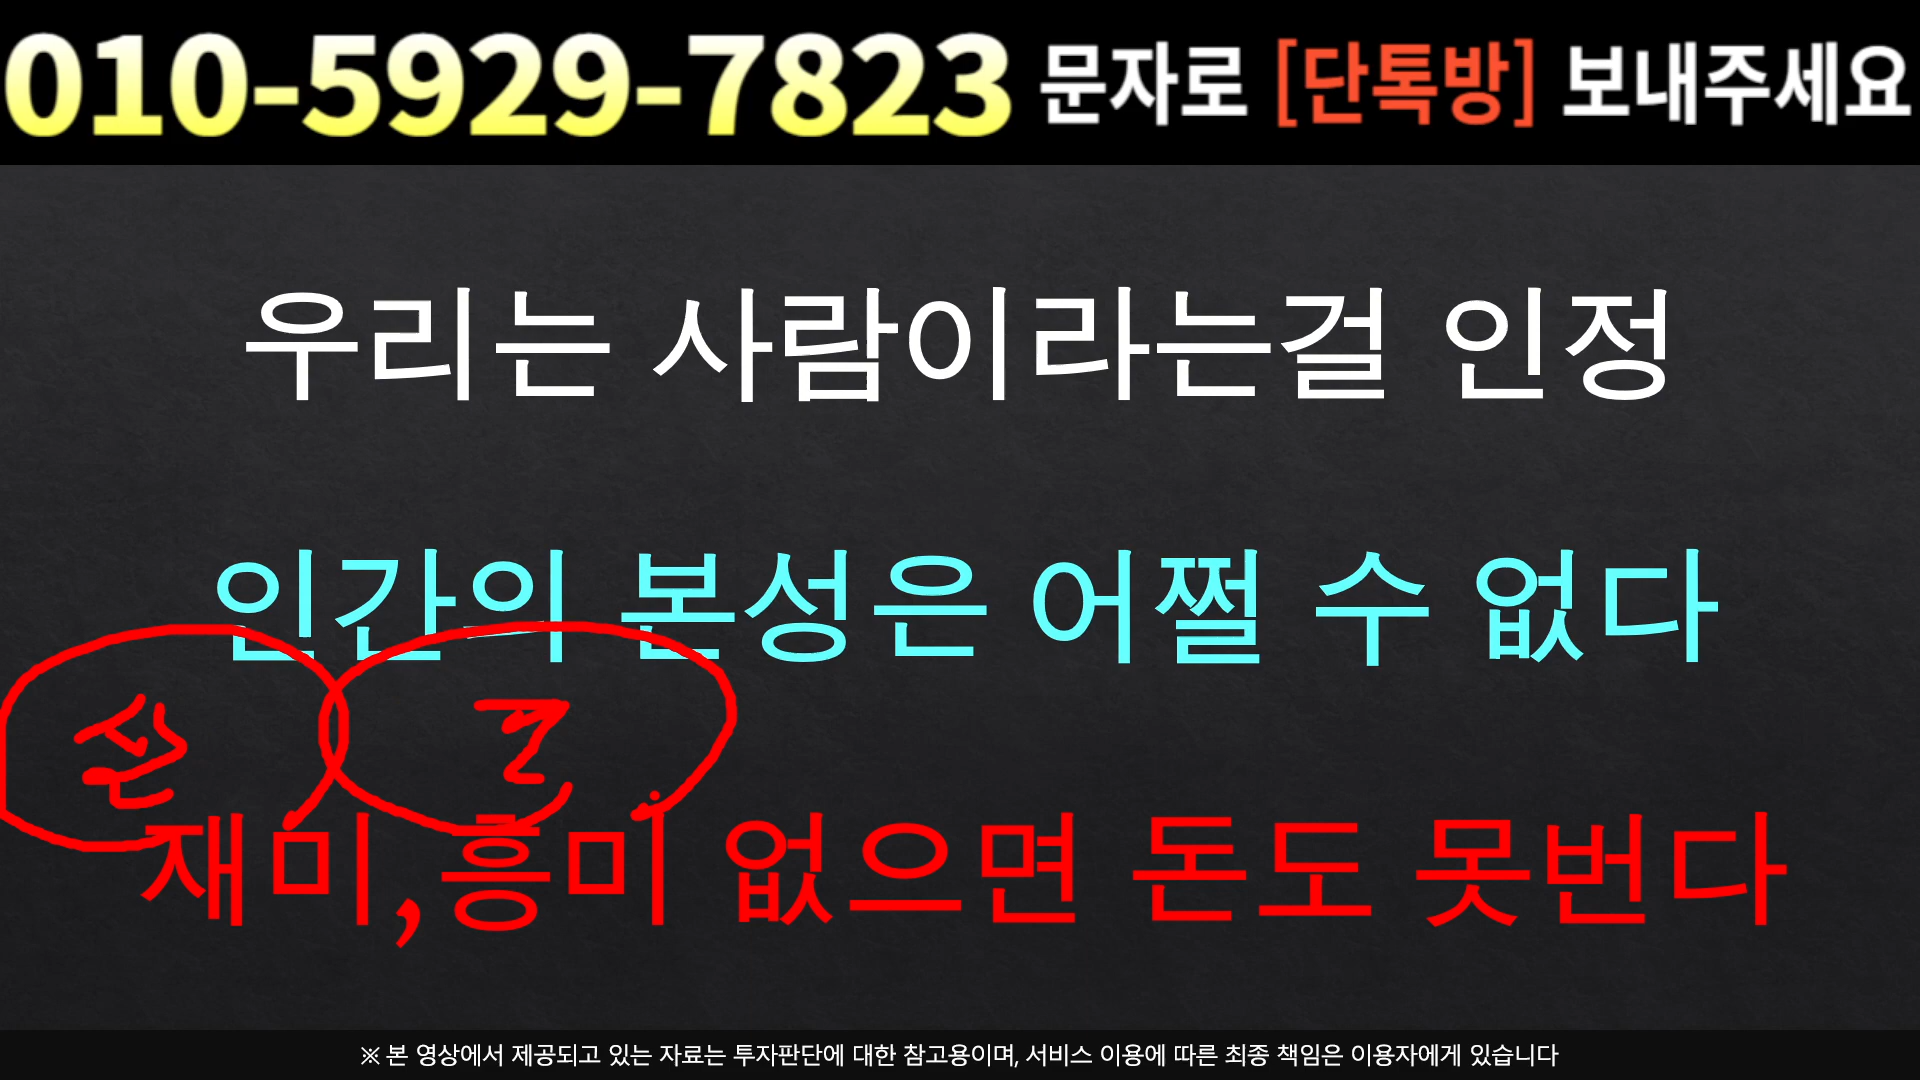 010-5929-7823 문자로 [단톡방] 보내주세요
우리는 사람이라는걸 인정
인간의 본성은 어쩔 수 없다
재미,흥미 없으면 돈도 못번다
※ 본 영상에서 제공되고 있는 자료는 투자판단에 대한 참고용이며, 서비스 이용에 따른 최종 책임은 이용자에게 있습니다